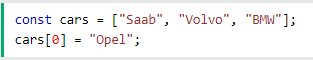 const cars = ["Saab", "Volvo", "BMW"];
cars[0] = "Opel";